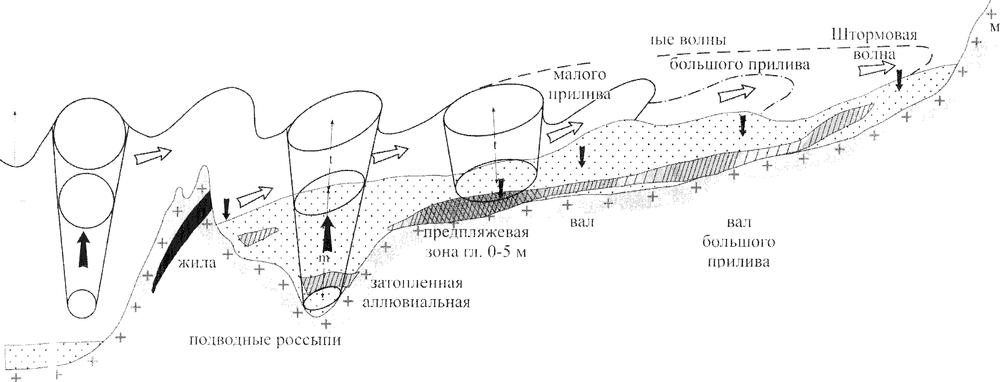 ные волны
Штормовая
волна
м
большого прилива
малого
прилива
t
t
m
жила
предпляжевая
зона гл. 0-5 м
вал
вал
большого
прилива
затопленная
аллювиальная
подводные россыпи